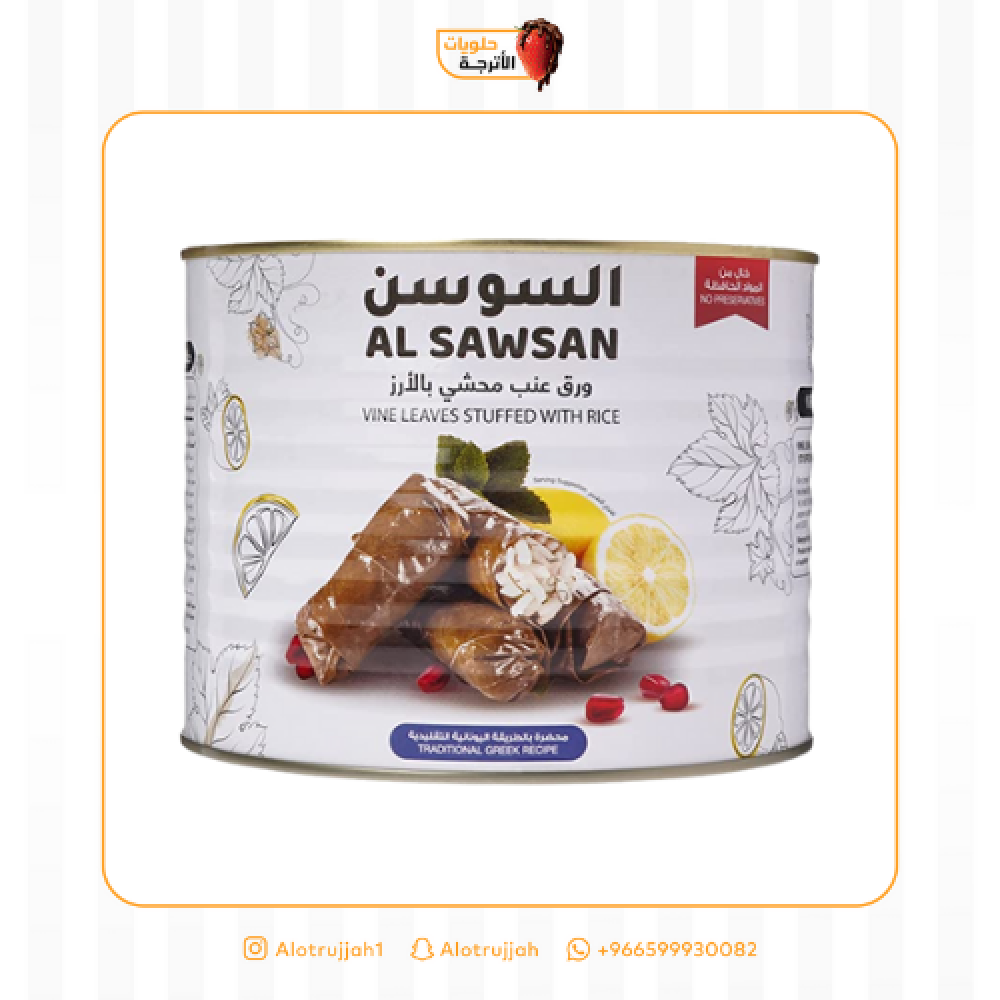 حلويات
الأترجة
خال من
المواد الحافظة
NO PRESERVATIVES
السوسن
AL SAWSAN
ورق عنب محشي بالأرز
VINE LEAVES STUFFED WITH RICE
محضرة بالطريقة اليونانية التقليدية
TRADITIONAL GREEK RECIPE
Alotrujjah1
Alotrujjah
+966599930082